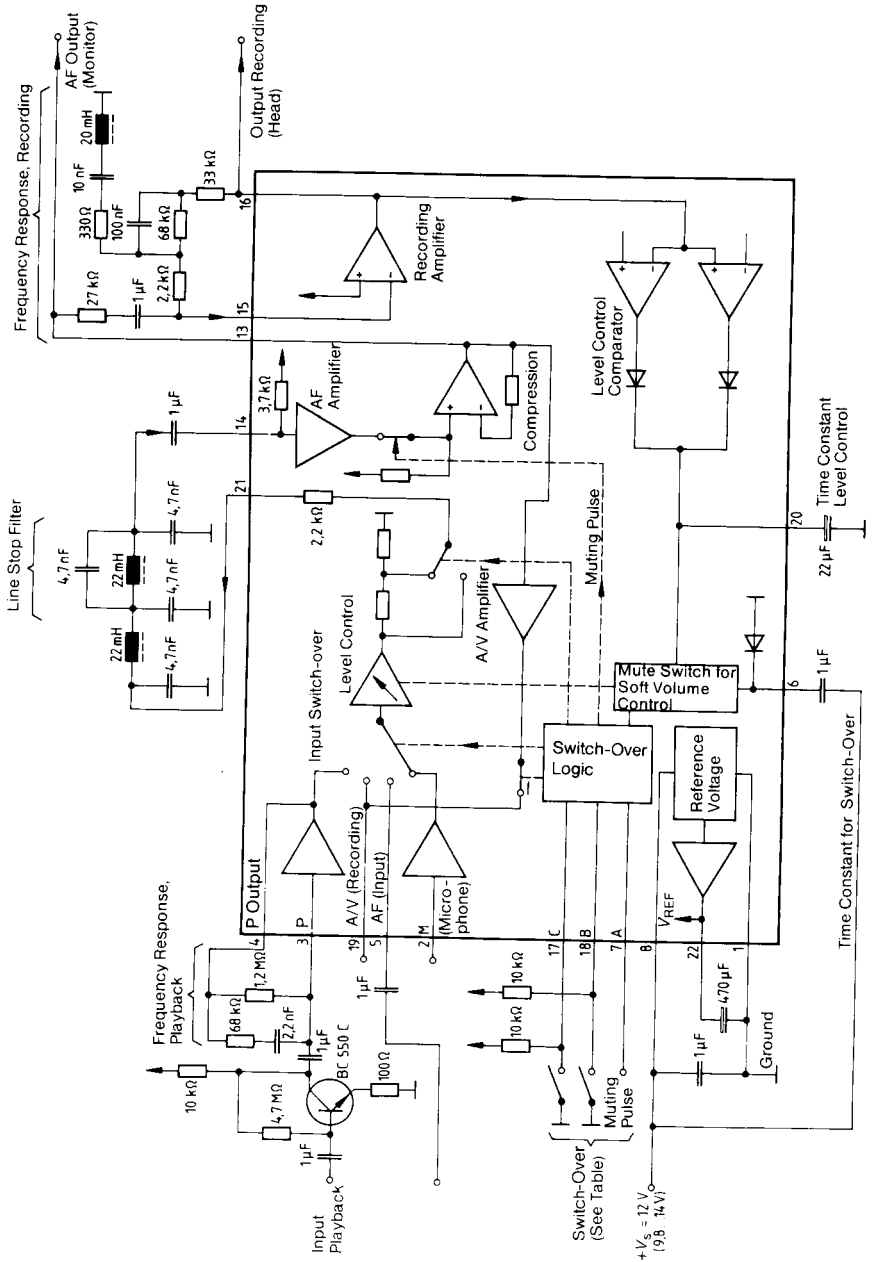 Frequency Response, Recording
AF Output
(Monitor)
20 mH
10 nF
330Ω
100 nF
68 kΩ
33 kΩ
2,2 kΩ
27 kΩ
1 µF
Output Recording
(Head)
16
15
13
Recording
Amplifier
Line Stop Filter
4,7 nF
22 mH
22 mH
4,7 nF
4,7 nF
4,7 nF
1 µF
14
21
3,7 kΩ
AF
Amplifier
Compression
2,2 kΩ
Level Control
Comparator
Input Switch-over
Level Control
A/V Amplifier
Muting Pulse
Mute Switch for
Soft Volume
Control
Switch-Over
Logic
Reference
Voltage
VREF
20
22 µF
Time Constant
Level Control
6
1 µF
Time Constant for Switch-Over
Frequency Response,
Playback
4 P Output
3 P
19 A/V (Recording)
5 AF (Input)
2 M (Micro-
phone)
17 C
18 B
7 A
8
22
1
1,2 MΩ
68 kΩ
2,2 nF
1 µF
10 kΩ
4,7 MΩ
BC 550 C
100 Ω
1 µF
Input
Playback
1 µF
10 kΩ
10 kΩ
Muting
Pulse
Switch-Over
(See Table)
470 µF
1 µF
Ground
+Vs = 12 V
(9,8...14 V)